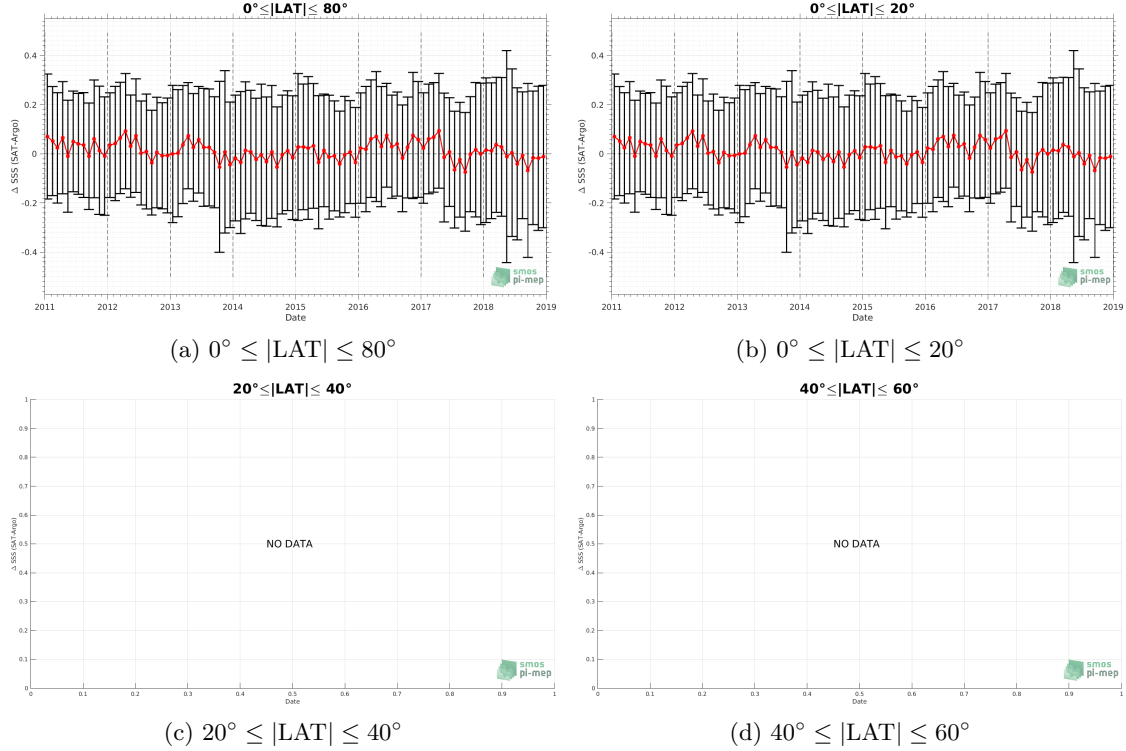 0°≤|LAT|≤ 80°
Δ SSS (SAT-Argo)
0.4
0.2
0
-0.2
-0.4
smos
pi-mep
2011 2012 2013 2014 2015 2016 2017 2018 2019
Date
(a) 0° ≤ |LAT| ≤ 80°
0°≤|LAT|≤ 20°
Δ SSS (SAT-Argo)
0.4
0.2
0
-0.2
-0.4
smos
pi-mep
2011 2012 2013 2014 2015 2016 2017 2018 2019
Date
(b) 0° ≤ |LAT| ≤ 20°
20°≤|LAT|≤ 40°
Δ SSS (SAT-Argo)
1
0.9
0.8
0.7
0.6
0.5
0.4
0.3
0.2
0.1
0
NO DATA
smos
pi-mep
0 0.1 0.2 0.3 0.4 0.5 0.6 0.7 0.8 0.9 1
Date
(c) 20° ≤ |LAT| ≤ 40°
40°≤|LAT|≤ 60°
Δ SSS (SAT-Argo)
1
0.9
0.8
0.7
0.6
0.5
0.4
0.3
0.2
0.1
0
NO DATA
smos
pi-mep
0 0.1 0.2 0.3 0.4 0.5 0.6 0.7 0.8 0.9 1
Date
(d) 40° ≤ |LAT| ≤ 60°